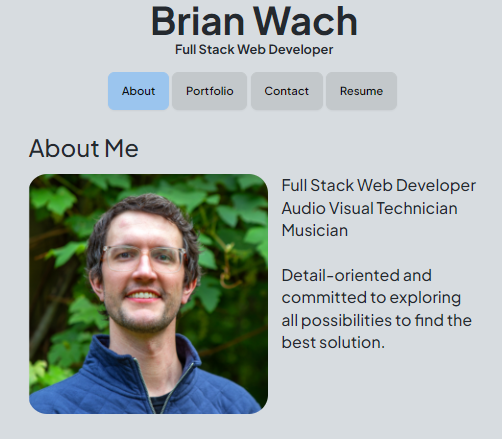 Brian Wach
Full Stack Web Developer
About
Portfolio
Contact
Resume
About Me
Full Stack Web Developer
Audio Visual Technician
Musician
Detail-oriented and
committed to exploring
all possibilities to find the
best solution.